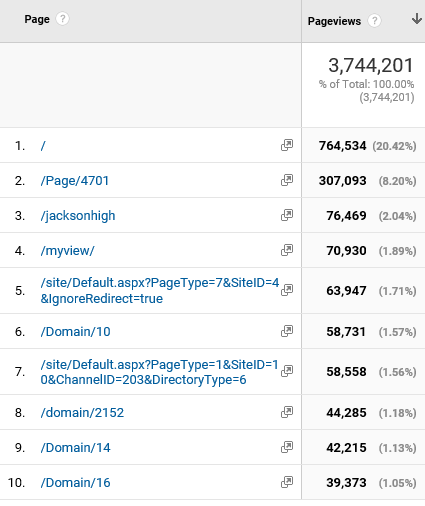 Page ? Pageviews ?
3,744,201
% of Total: 100.00%
(3,744,201)
1. / 764,534 (20.42%)
2. /Page/4701 307,093 (8.20%)
3. /jacksonhigh 76,469 (2.04%)
4. /myview/ 70,930 (1.89%)
5. /site/Default.aspx?PageType=7&SiteID=4
&IgnoreRedirect=true 63,947 (1.71%)
6. /Domain/10 58,731 (1.57%)
7. /site/Default.aspx?PageType=1&SiteID=1
0&ChannelID=203&DirectoryType=6 58,558 (1.56%)
8. /domain/2152 44,285 (1.18%)
9. /Domain/14 42,215 (1.13%)
10. /Domain/16 39,373 (1.05%)